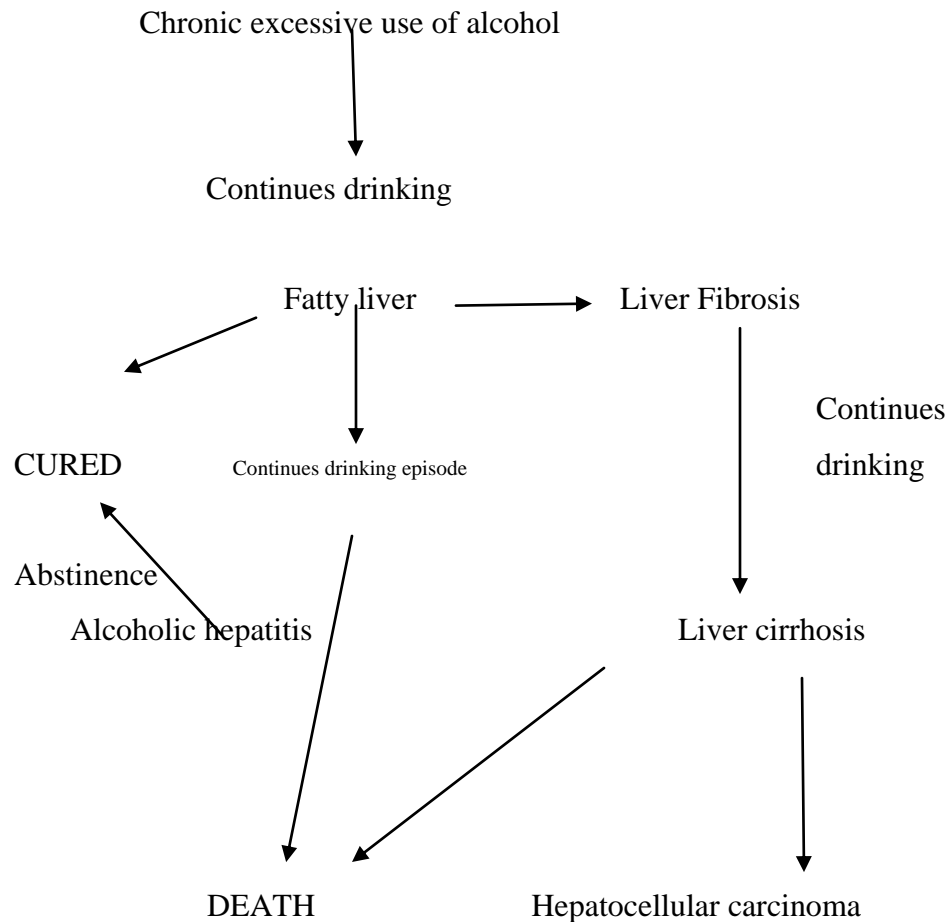 Chronic excessive use of alcohol
Continues drinking
Fatty liver
Liver Fibrosis
Continues
drinking
CURED
Continues drinking episode
Abstinence
Alcoholic hepatitis
Liver cirrhosis
DEATH
Hepatocellular carcinoma